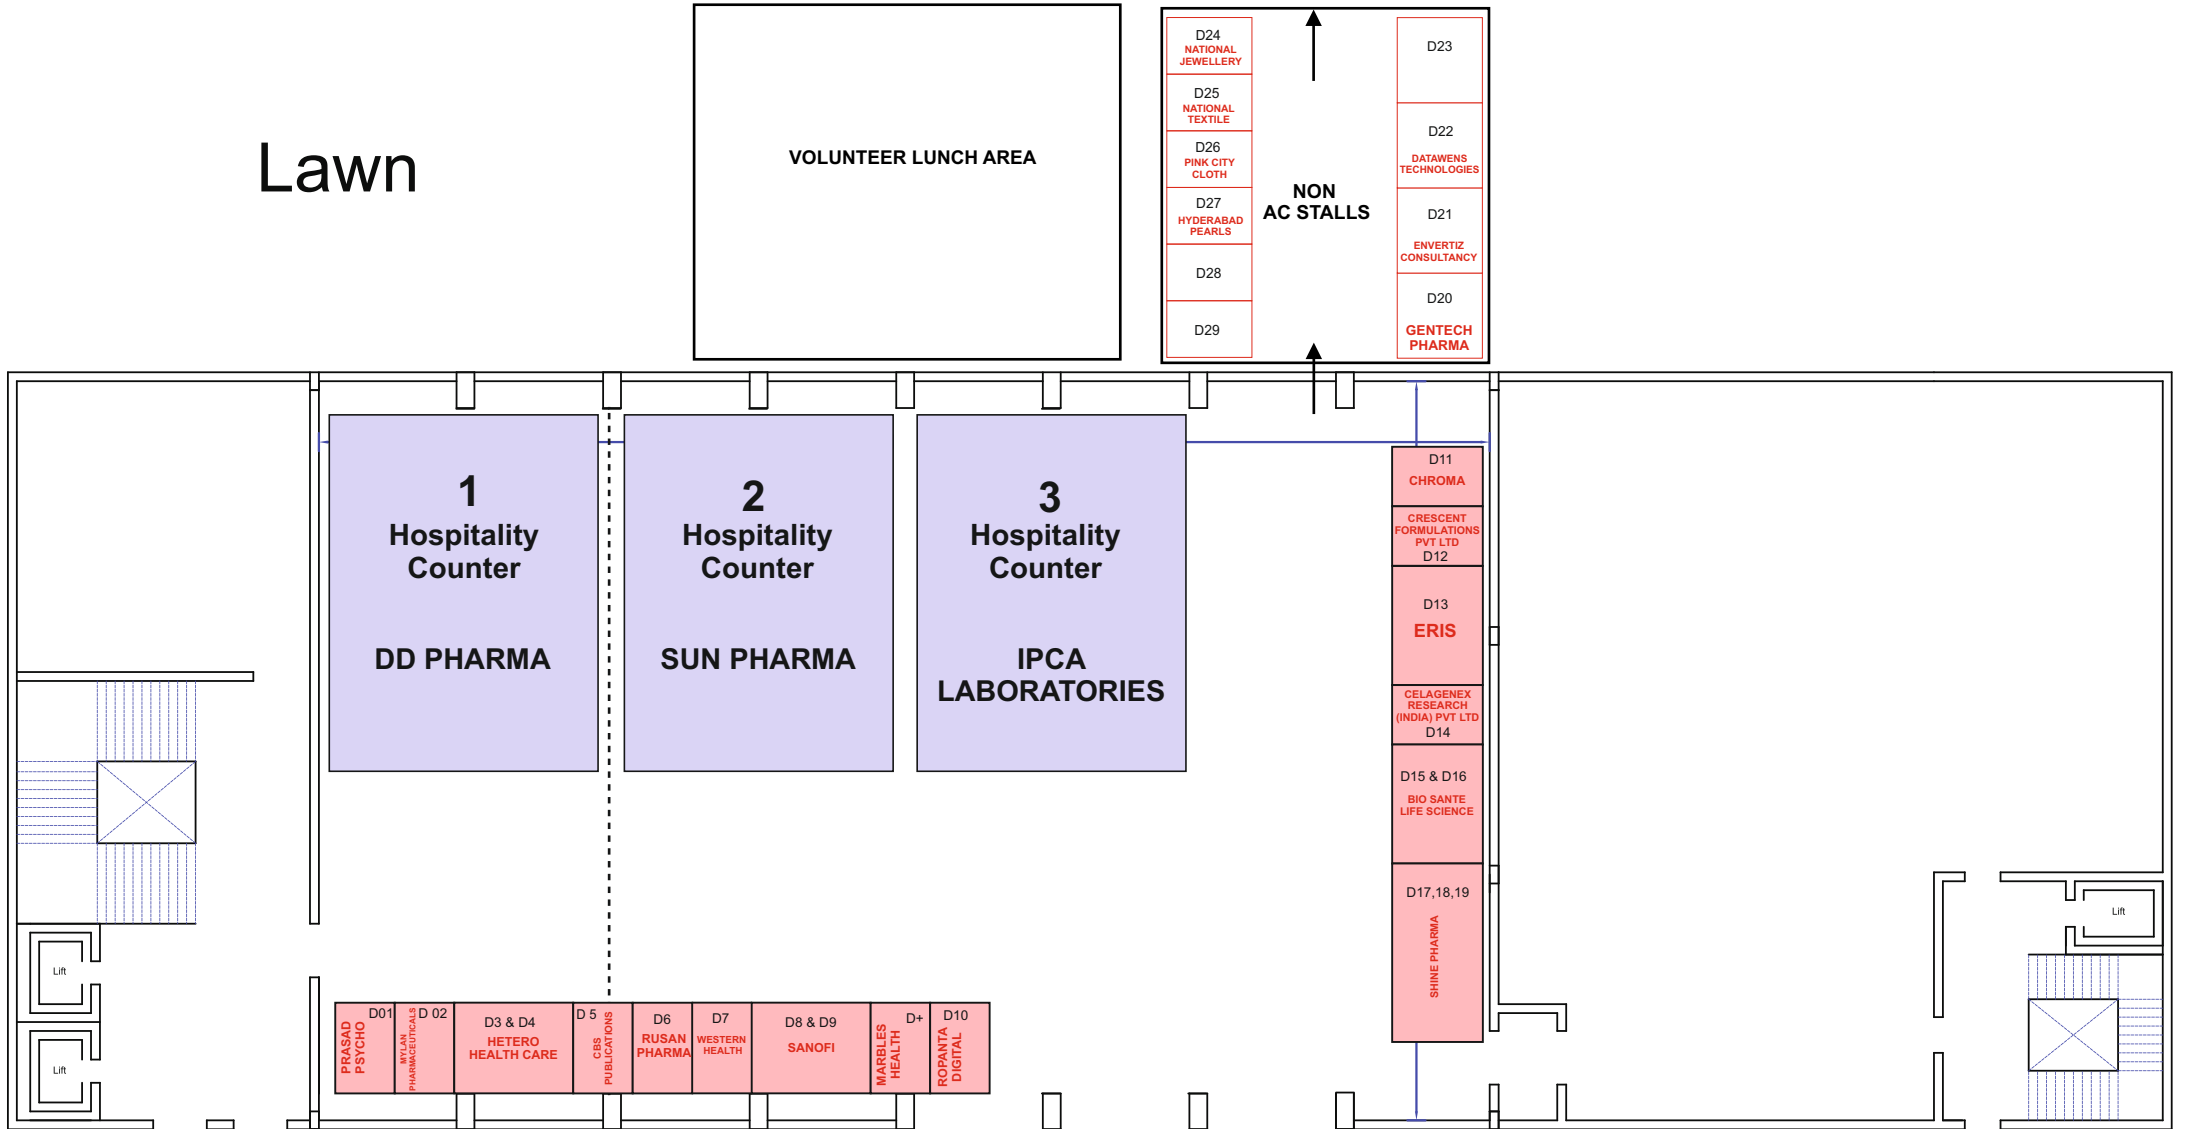 Lawn
VOLUNTEER LUNCH AREA
D24
NATIONAL
JEWELLERY
D25
NATIONAL
TEXTILE
D26
PINK CITY
CLOTH
D27
HYDERABAD
PEARLS
D28
D29
NON
AC STALLS
D23
D22
DATAWENS
TECHNOLOGIES
D21
ENVERTIZ
CONSULTANCY
D20
GENTECH
PHARMA
1
Hospitality
Counter
DD PHARMA
2
Hospitality
Counter
SUN PHARMA
3
Hospitality
Counter
IPCA
LABORATORIES
D11
CHROMA
CRESCENT
FORMULATIONS
PVT LTD
D12
D13
ERIS
CELAGENEX
RESEARCH
(INDIA) PVT LTD
D14
D15 & D16
BIO SANTE
LIFE SCIENCE
D17,18,19
SHINE PHARMA
Lift
Lift
Lift
D01
PRASAD
PSYCHO
D 02
MYLAN
PHARMACEUTICALS
D3 & D4
HETERO
HEALTH CARE
D 5
CBS
PUBLICATIONS
D6
RUSAN
PHARMA
D7
WESTERN
HEALTH
D8 & D9
SANOFI
D+
MARBLES
HEALTH
D10
ROPANTA
DIGITAL